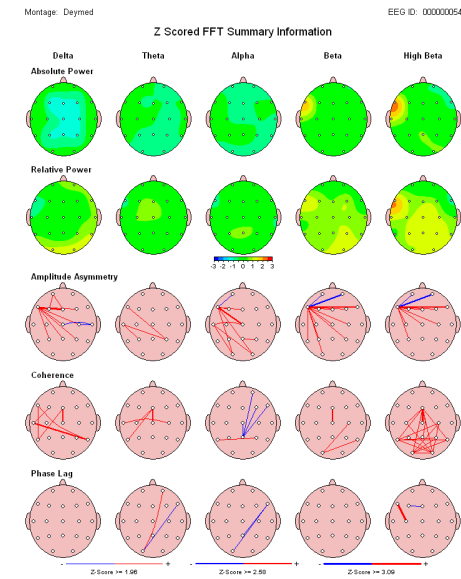 Montage: Deymed EEG ID: 000000054
Z Scored FFT Summary Information
Delta Theta Alpha Beta High Beta
Absolute Power
Relative Power
-3 -2 -1 0 1 2 3
Amplitude Asymmetry
Coherence
Phase Lag
- + - + - +
Z-Score >= 1.96 Z-Score >= 2.58 Z-Score >= 3.09